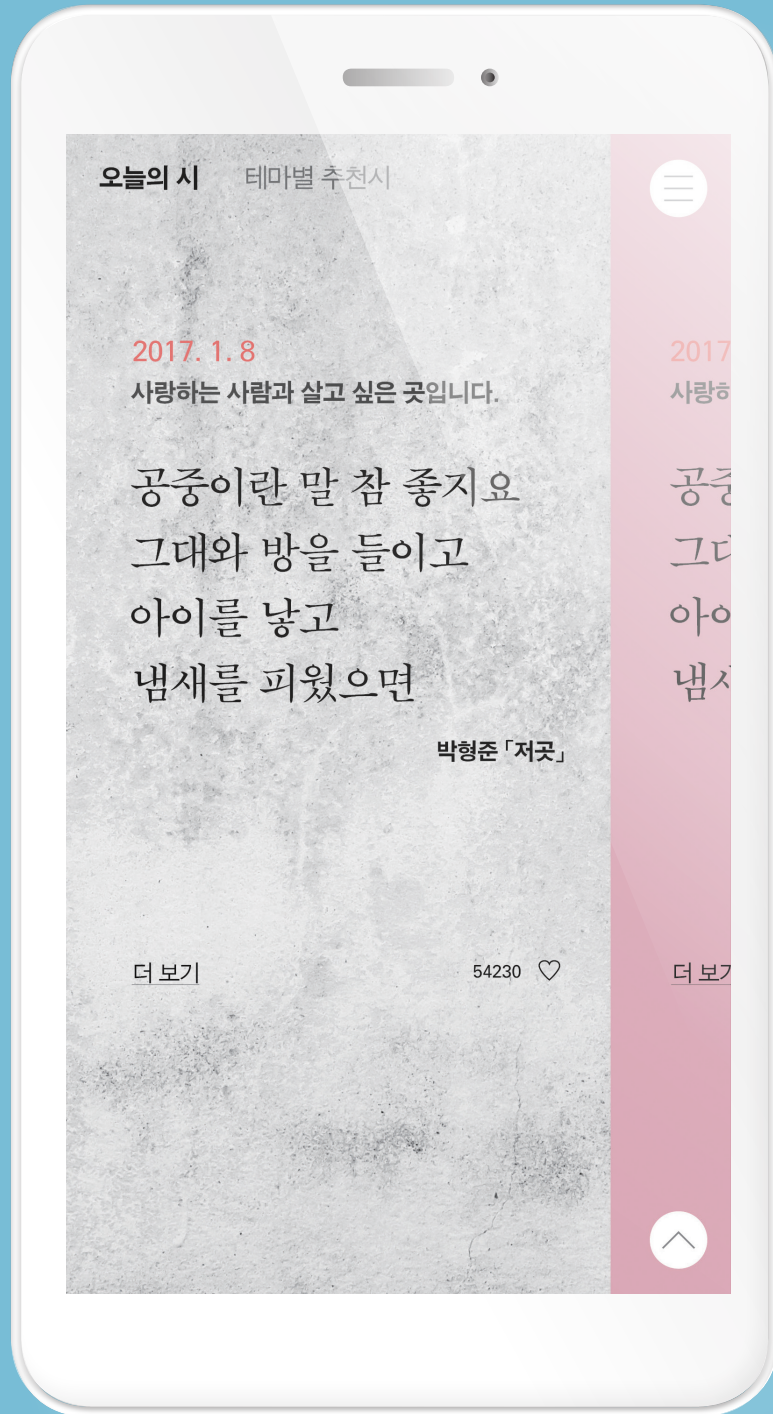 오늘의 시 테마별 추천시
2017. 1. 8
사랑하는 사람과 살고 싶은 곳입니다.
공중이란 말 참 좋지요
그대와 방을 들이고
아이를 낳고
냄새를 피웠으면
박형준 「저곳」
더 보기 54230
2017
사랑하
공중
그대
아이
냄새
더 보기